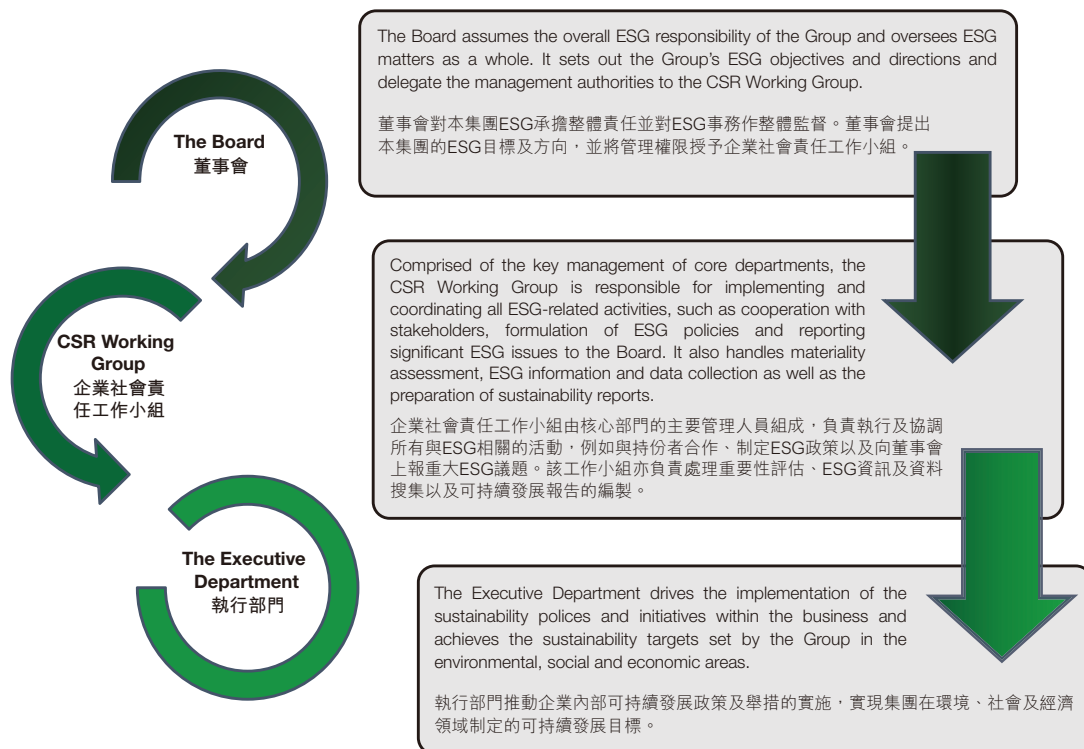 The Board
董事會
The Board assumes the overall ESG responsibility of the Group and oversees ESG
matters as a whole. It sets out the Group's ESG objectives and directions and
delegate the management authorities to the CSR Working Group.
董事會對本集團ESG承擔整體責任並對ESG事務作整體監督。董事會提出
本集團的ESG目標及方向，並將管理權限授予企業社會責任工作小組。
CSR Working
Group
企業社會責
任工作小組
Comprised of the key management of core departments, the
CSR Working Group is responsible for implementing and
coordinating all ESG-related activities, such as cooperation with
stakeholders, formulation of ESG policies and reporting
significant ESG issues to the Board. It also handles materiality
assessment, ESG information and data collection as well as the
preparation of sustainability reports.
企業社會責任工作小組由核心部門的主要管理人員組成，負責執行及協調
所有與ESG相關的活動，例如與持份者合作、制定ESG政策以及向董事會
上報重大ESG議題。該工作小組亦負責處理重要性評估、ESG資訊及資料
搜集以及可持續發展報告的編製。
The Executive
Department
執行部門
The Executive Department drives the implementation of the
sustainability polices and initiatives within the business and
achieves the sustainability targets set by the Group in the
environmental, social and economic areas.
執行部門推動企業內部可持續發展政策及舉措的實施，實現集團在環境、社會及經濟
領域制定的可持續發展目標。